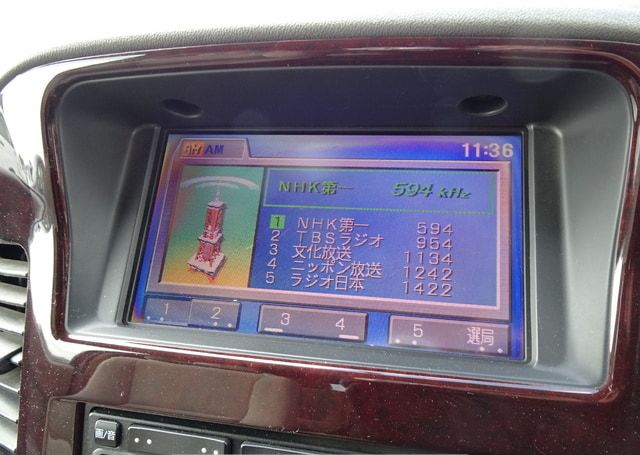 AM 11:36
NHK第一 594 kHz
1 NHK第一 594
2 TBSラジオ 954
3 文化放送 1134
4 ニッポン放送 1242
5 ラジオ日本 1422
1 2 3 4 5 選局
画/音